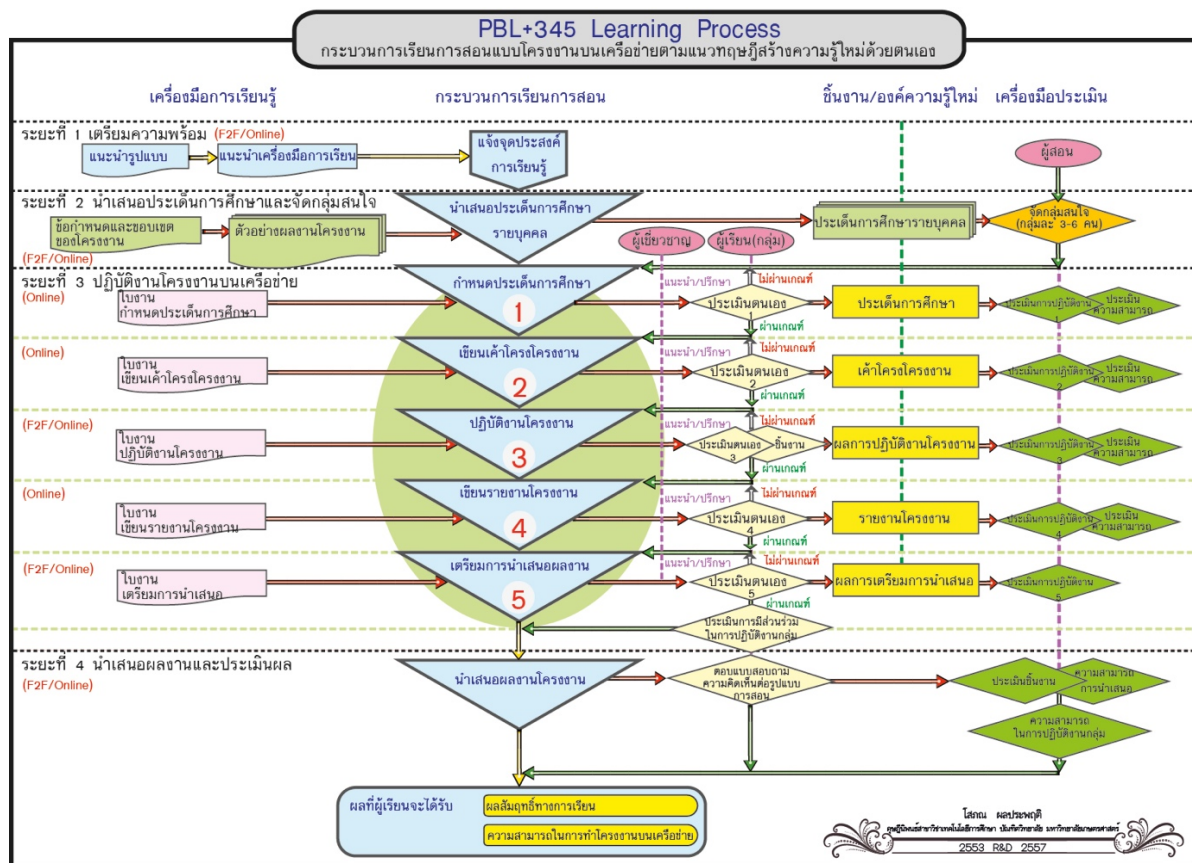 PBL+345 Learning Process
กระบวนการเรียนการสอนแบบโครงงานบนเครือข่ายตามแนวทฤษฎีสร้างความรู้ใหม่ด้วยตนเอง
เครื่องมือการเรียนรู้
กระบวนการเรียนการสอน
ชิ้นงาน/องค์ความรู้ใหม่
เครื่องมือประเมิน
ระยะที่ 1 เตรียมความพร้อม (F2F/Online)
แนะนำรูปแบบ
แนะนำเครื่องมือการเรียน
แจ้งจุดประสงค์
การเรียนรู้
ผู้สอน
ระยะที่ 2 นำเสนอประเด็นการศึกษาและจัดกลุ่มสนใจ
ข้อกำหนดและขอบเขต
ของโครงงาน
ตัวอย่างผลงานโครงงาน
นำเสนอประเด็นการศึกษา
รายบุคคล
ประเด็นการศึกษารายบุคคล
จัดกลุ่มสนใจ
(กลุ่มละ 3-6 คน)
(F2F/Online)
ผู้เชี่ยวชาญ
ผู้เรียน(กลุ่ม)
ระยะที่ 3 ปฏิบัติงานโครงงานบนเครือข่าย
(Online)
ใบงาน
กำหนดประเด็นการศึกษา
กำหนดประเด็นการศึกษา
1
แนะนำ/ปรึกษา
ไม่ผ่านเกณฑ์
ประเมินตนเอง
1
ผ่านเกณฑ์
ประเด็นการศึกษา
ประเมินการปฏิบัติงาน
1
ประเมิน
ความสามารถ
(Online)
ใบงาน
เขียนเค้าโครงโครงงาน
เขียนเค้าโครงโครงงาน
2
แนะนำ/ปรึกษา
ไม่ผ่านเกณฑ์
ประเมินตนเอง
2
ผ่านเกณฑ์
เค้าโครงโครงงาน
ประเมินการปฏิบัติงาน
2
ประเมิน
ความสามารถ
(F2F/Online)
ใบงาน
ปฏิบัติงานโครงงาน
ปฏิบัติงานโครงงาน
3
แนะนำ/ปรึกษา
ไม่ผ่านเกณฑ์
ประเมินตนเอง
3
ชิ้นงาน
ผ่านเกณฑ์
ผลการปฏิบัติงานโครงงาน
ประเมินการปฏิบัติงาน
3
ประเมิน
ความสามารถ
(Online)
ใบงาน
เขียนรายงานโครงงาน
เขียนรายงานโครงงาน
4
แนะนำ/ปรึกษา
ไม่ผ่านเกณฑ์
ประเมินตนเอง
4
ผ่านเกณฑ์
รายงานโครงงาน
ประเมินการปฏิบัติงาน
4
ประเมิน
ความสามารถ
(F2F/Online)
ใบงาน
เตรียมการนำเสนอ
เตรียมการนำเสนอผลงาน
5
แนะนำ/ปรึกษา
ไม่ผ่านเกณฑ์
ประเมินตนเอง
5
ผ่านเกณฑ์
ผลการเตรียมการนำเสนอ
ประเมินการปฏิบัติงาน
5
ประเมินการมีส่วนร่วม
ในการปฏิบัติงานกลุ่ม
ระยะที่ 4 นำเสนอผลงานและประเมินผล
(F2F/Online)
นำเสนอผลงานโครงงาน
ตอบแบบสอบถาม
ความคิดเห็นต่อรูปแบบ
การสอน
ประเมินชิ้นงาน
ความสามารถ
การนำเสนอ
ความสามารถ
ในการปฏิบัติงานกลุ่ม
ผลที่ผู้เรียนจะได้รับ
ผลสัมฤทธิ์ทางการเรียน
ความสามารถในการทำโครงงานบนเครือข่าย
โสภณ ผลประพฤติ
ดุษฎีนิพนธ์สาขาวิชาเทคโนโลยีการศึกษา บัณฑิตวิทยาลัย มหาวิทยาลัยเกษตรศาสตร์
2553 R&D 2557